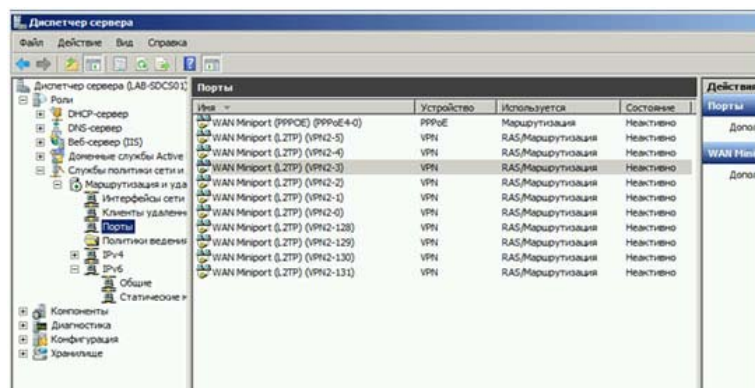 Диспетчер сервера
Файл Действие Вид Справка
Диспетчер сервера (LAB-SDCS01)
Роли
DHCP-сервер
DNS-сервер
Веб-сервер (IIS)
Доменные службы Active
Службы политики сети и
Маршрутизация и уда
Интерфейсы сети
Клиенты удаленн
Порты
Политики ведения
IPv4
IPv6
Общие
Статические
Компоненты
Диагностика
Конфигурация
Хранилище
Порты
Имя Устройство Используется Состояние
WAN Miniport (PPPOE) (PPPoE4-0) PPPoE Маршрутизация Неактивно
WAN Miniport (L2TP) (VPN2-5) VPN RAS/Маршрутизация Неактивно
WAN Miniport (L2TP) (VPN2-4) VPN RAS/Маршрутизация Неактивно
WAN Miniport (L2TP) (VPN2-3) VPN RAS/Маршрутизация Неактивно
WAN Miniport (L2TP) (VPN2-2) VPN RAS/Маршрутизация Неактивно
WAN Miniport (L2TP) (VPN2-1) VPN RAS/Маршрутизация Неактивно
WAN Miniport (L2TP) (VPN2-0) VPN RAS/Маршрутизация Неактивно
WAN Miniport (L2TP) (VPN2-128) VPN RAS/Маршрутизация Неактивно
WAN Miniport (L2TP) (VPN2-129) VPN RAS/Маршрутизация Неактивно
WAN Miniport (L2TP) (VPN2-130) VPN RAS/Маршрутизация Неактивно
WAN Miniport (L2TP) (VPN2-131) VPN RAS/Маршрутизация Неактивно
Действия
Порты
Допо
WAN Mini
Допо